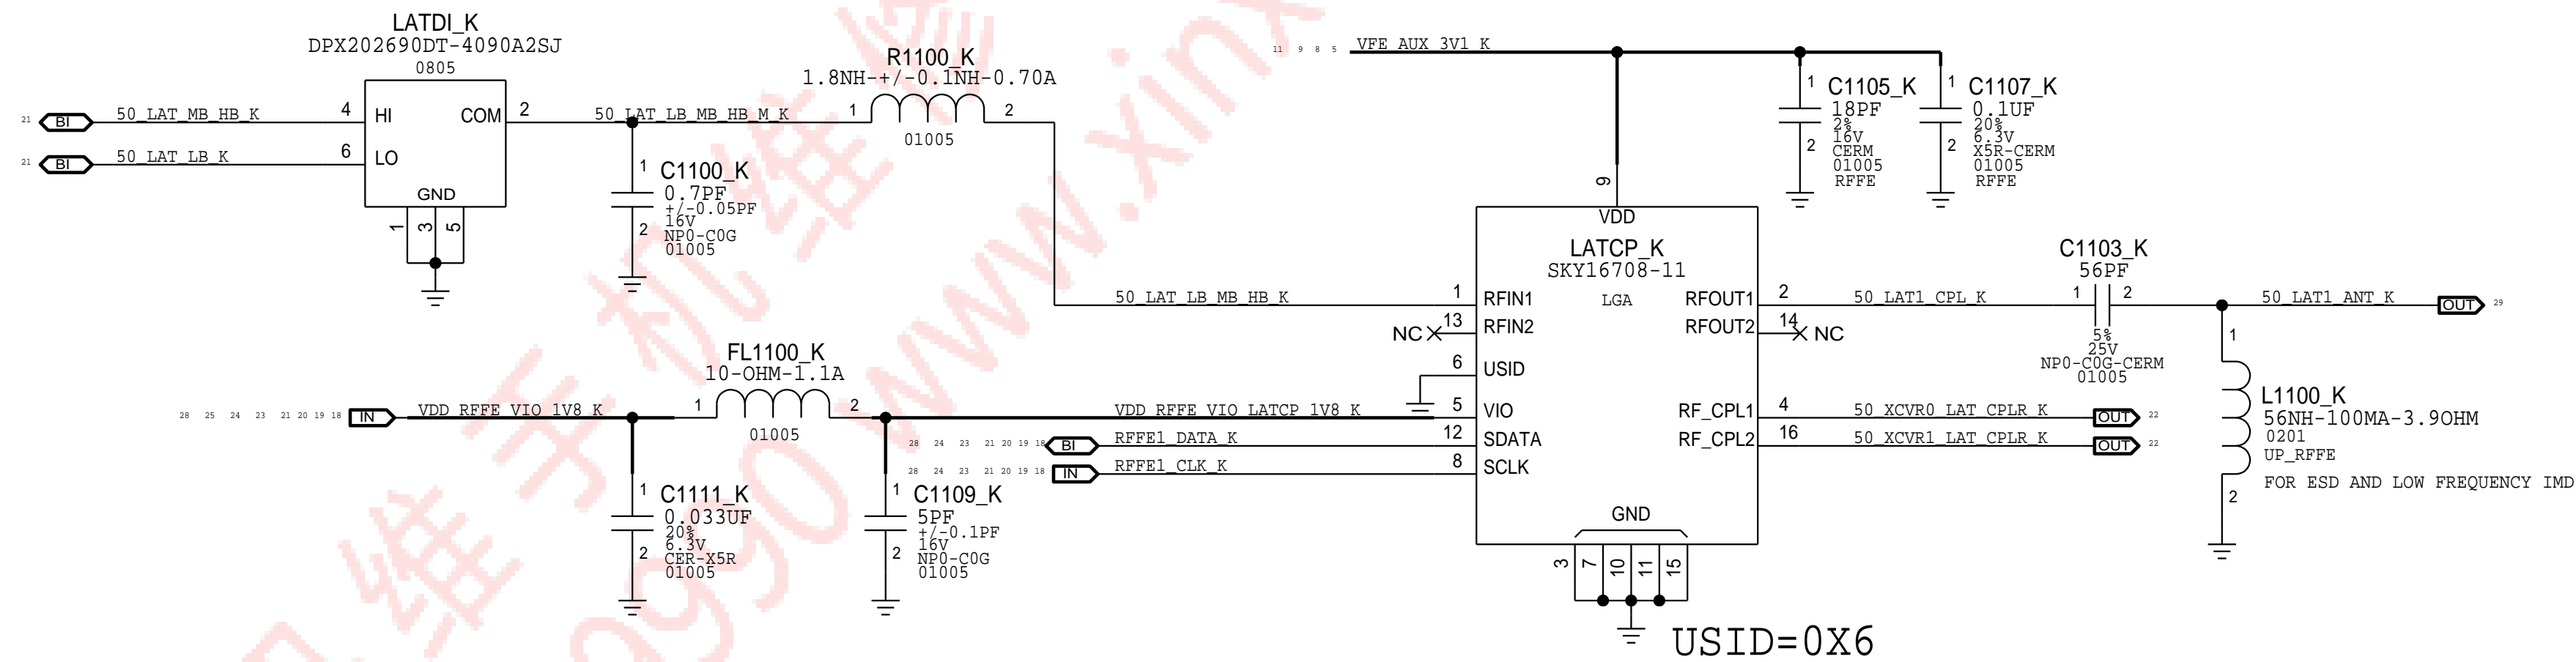 LATDI_K
DPX202690DT-4090A2SJ
0805
21 BI 50_LAT_MB_HB_K 4 HI COM 2
21 BI 50_LAT_LB_K 6 LO
GND
1 3 5
50_LAT_LB_MB_HB_M_K
C1100_K
1
0.7PF
+/-0.05PF
16V
2
NP0-C0G
01005
R1100_K
1.8NH-+/-0.1NH-0.70A
1 2
01005
11 9 8 5 VFE_AUX_3V1_K
C1105_K
1
18PF
2%
16V
2
CERM
01005
RFFE
C1107_K
1
0.1UF
20%
6.3V
2
X5R-CERM
01005
RFFE
9
VDD
LATCP_K
SKY16708-11
LGA
50_LAT_LB_MB_HB_K 1 RFIN1
NC 13 RFIN2
6 USID
5 VIO
12 SDATA
8 SCLK
RFOUT1 2 50_LAT1_CPL_K
RFOUT2 14 NC
RF_CPL1 4 50_XCVR0_LAT_CPLR_K OUT 22
RF_CPL2 16 50_XCVR1_LAT_CPLR_K OUT 22
GND
3 7 10 11 15
USID=0X6
C1103_K
56PF
1 2
5%
25V
NP0-C0G-CERM
01005
50_LAT1_ANT_K OUT 29
1
L1100_K
56NH-100MA-3.9OHM
0201
UP_RFFE
FOR ESD AND LOW FREQUENCY IMD
2
FL1100_K
10-OHM-1.1A
1 2
01005
28 25 24 23 21 20 19 18 IN VDD_RFFE_VIO_1V8_K
VDD_RFFE_VIO_LATCP_1V8_K
28 24 23 21 20 19 18 BI RFFE1_DATA_K
28 24 23 21 20 19 18 IN RFFE1_CLK_K
C1111_K
1
0.033UF
20%
6.3V
2
CER-X5R
01005
C1109_K
1
5PF
+/-0.1PF
16V
2
NP0-C0G
01005
手机维修
990 www.xinx